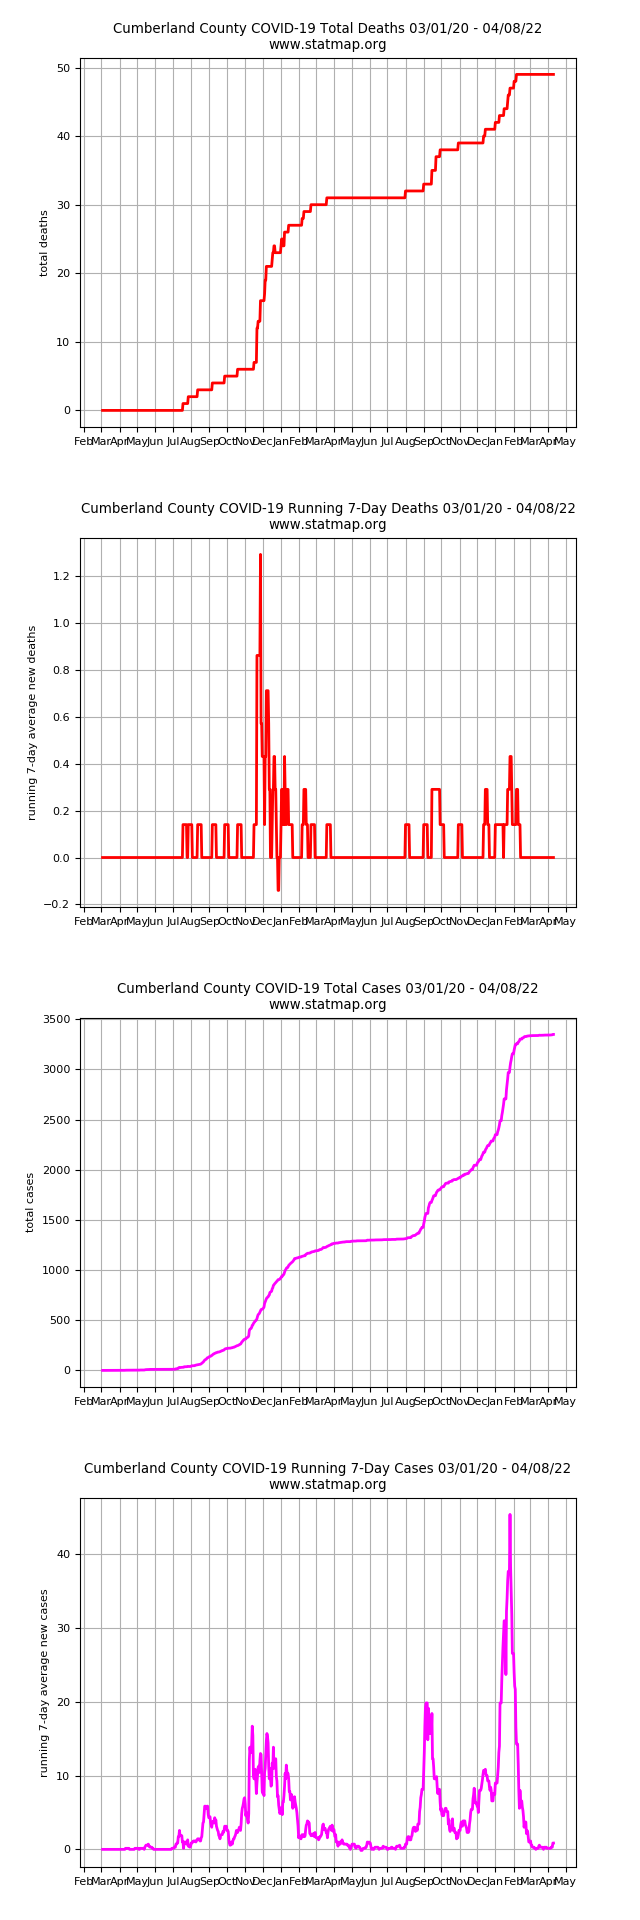 Cumberland County COVID-19 Total Deaths 03/01/20 - 04/08/22
www.statmap.org
50
40
30
20
10
0
total deaths
Feb Mar Apr May Jun Jul Aug Sep Oct Nov Dec Jan Feb Mar Apr May Jun Jul Aug Sep Oct Nov Dec Jan Feb Mar Apr May
Cumberland County COVID-19 Running 7-Day Deaths 03/01/20 - 04/08/22
www.statmap.org
1.2
1.0
0.8
0.6
0.4
0.2
0.0
−0.2
running 7-day average new deaths
Feb Mar Apr May Jun Jul Aug Sep Oct Nov Dec Jan Feb Mar Apr May Jun Jul Aug Sep Oct Nov Dec Jan Feb Mar Apr May
Cumberland County COVID-19 Total Cases 03/01/20 - 04/08/22
www.statmap.org
3500
3000
2500
2000
1500
1000
500
0
total cases
Feb Mar Apr May Jun Jul Aug Sep Oct Nov Dec Jan Feb Mar Apr May Jun Jul Aug Sep Oct Nov Dec Jan Feb Mar Apr May
Cumberland County COVID-19 Running 7-Day Cases 03/01/20 - 04/08/22
www.statmap.org
40
30
20
10
0
running 7-day average new cases
Feb Mar Apr May Jun Jul Aug Sep Oct Nov Dec Jan Feb Mar Apr May Jun Jul Aug Sep Oct Nov Dec Jan Feb Mar Apr May